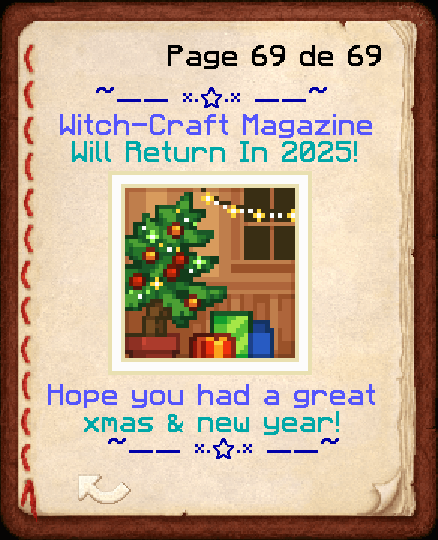 Page 69 de 69
~—— ×·☆·× ——~
Witch-Craft Magazine
Will Return In 2025!
Hope you had a great
xmas & new year!
~—— ×·☆·× ——~